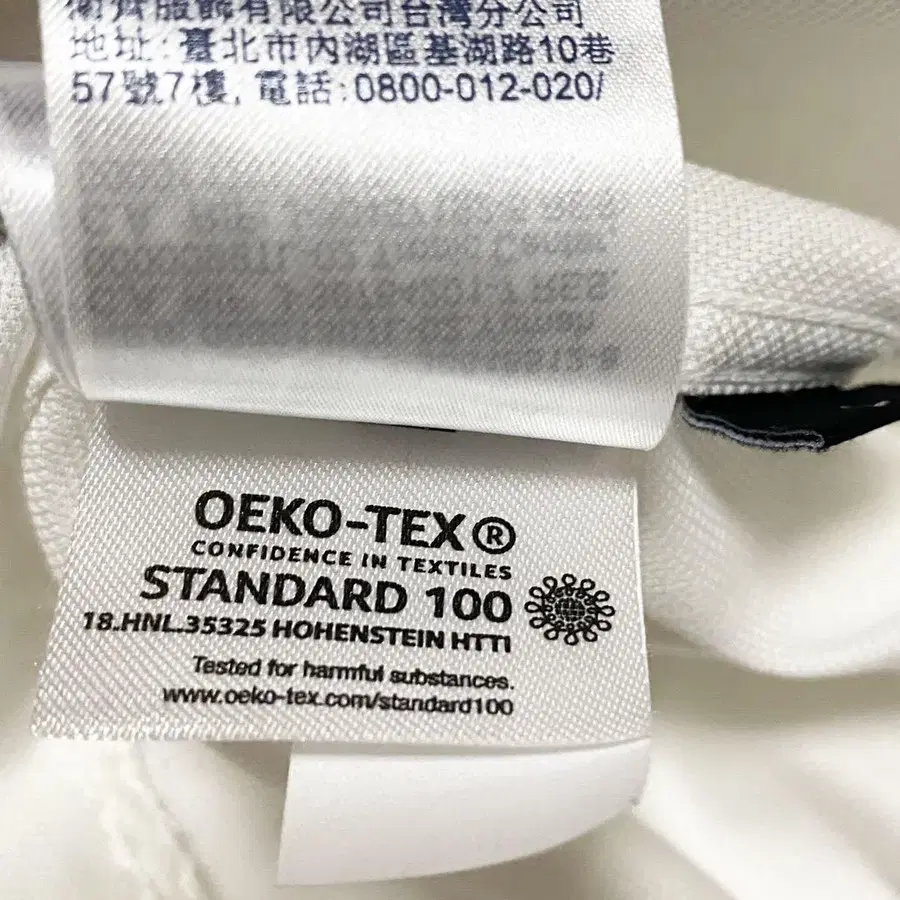 服飾有限公司台灣分公司
地址:臺北市內湖區基湖路10巷
57號7樓,電話:0800-012-020/
OEKO-TEX®
CONFIDENCE IN TEXTILES
STANDARD 100
18.HNL.35325 HOHENSTEIN HTTI
Tested for harmful substances.
www.oeko-tex.com/standard100